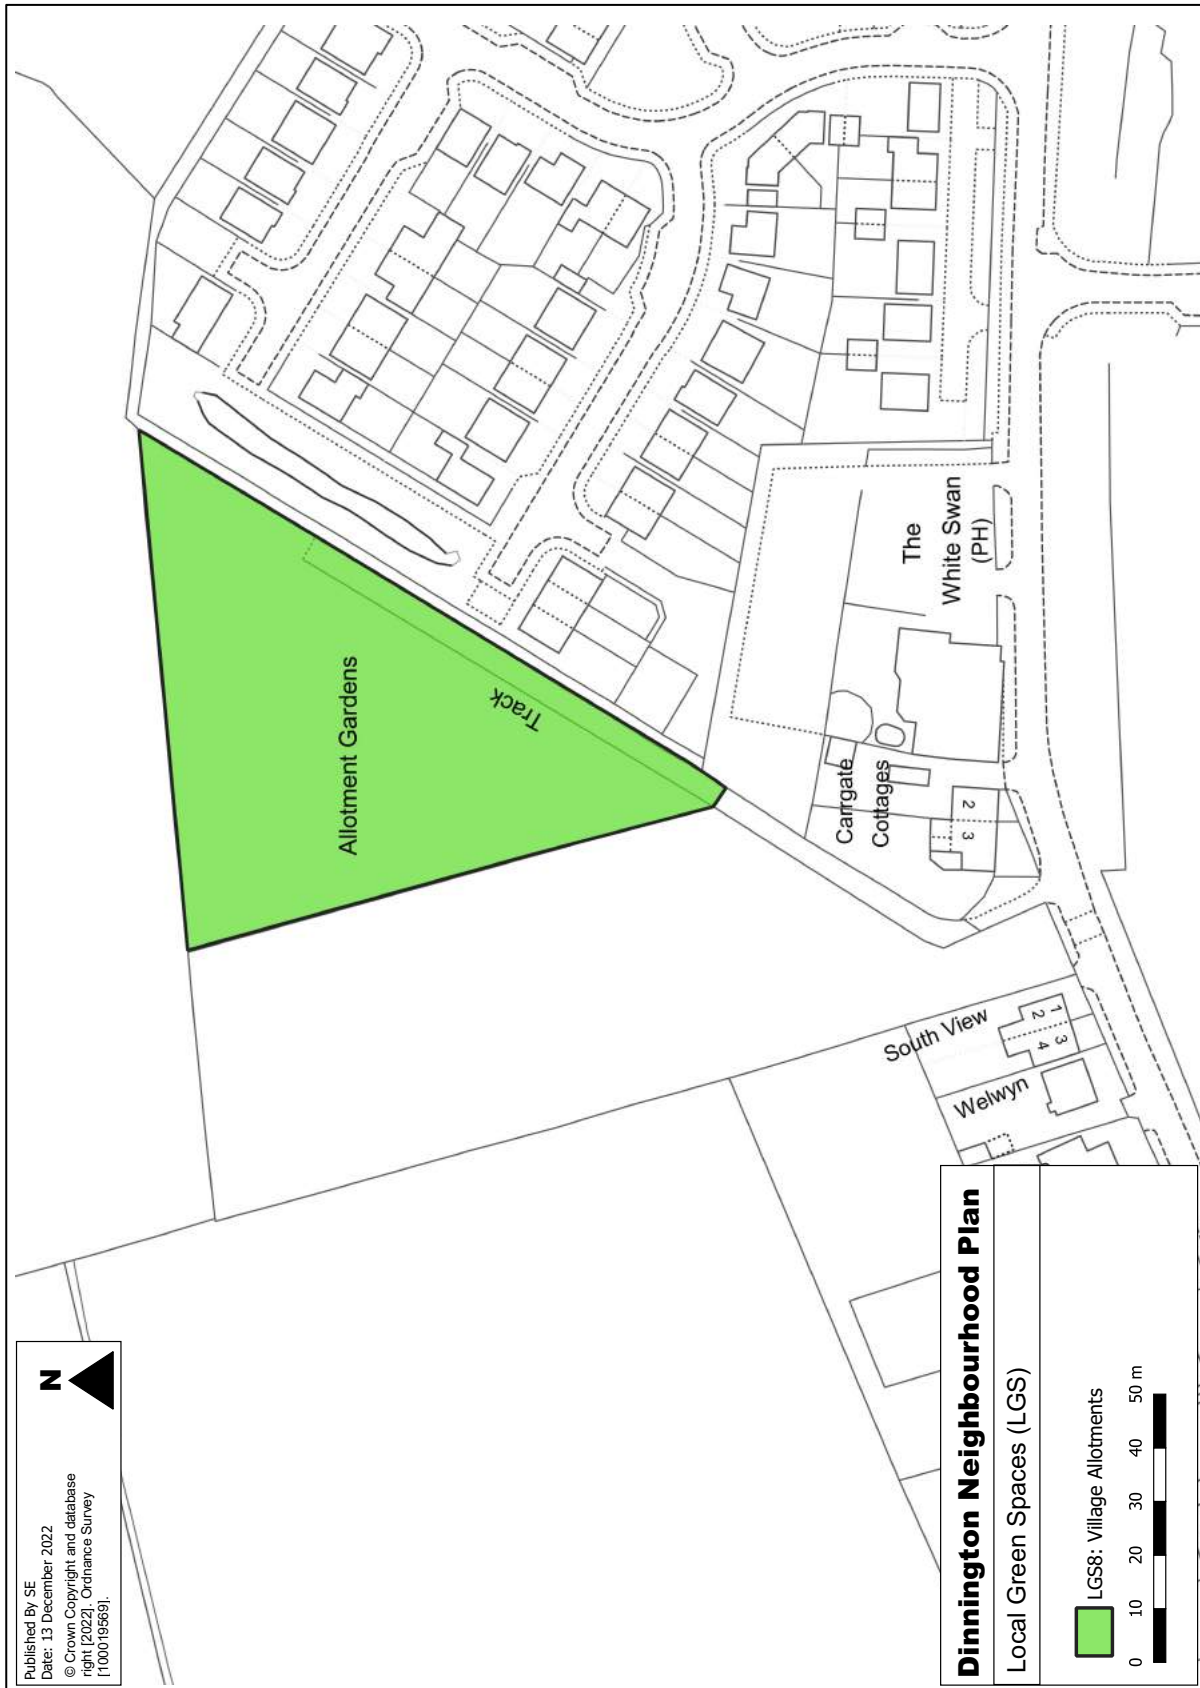 Published By SE
Date: 13 December 2022
© Crown Copyright and database
right [2022]. Ordnance Survey
[100019569].
N
Allotment Gardens
Track
The
White Swan
(PH)
Carrgate
Cottages
2
3
South View
1
2
3
4
Welwyn
Dinnington Neighbourhood Plan
Local Green Spaces (LGS)
LGS8: Village Allotments
0 10 20 30 40 50 m